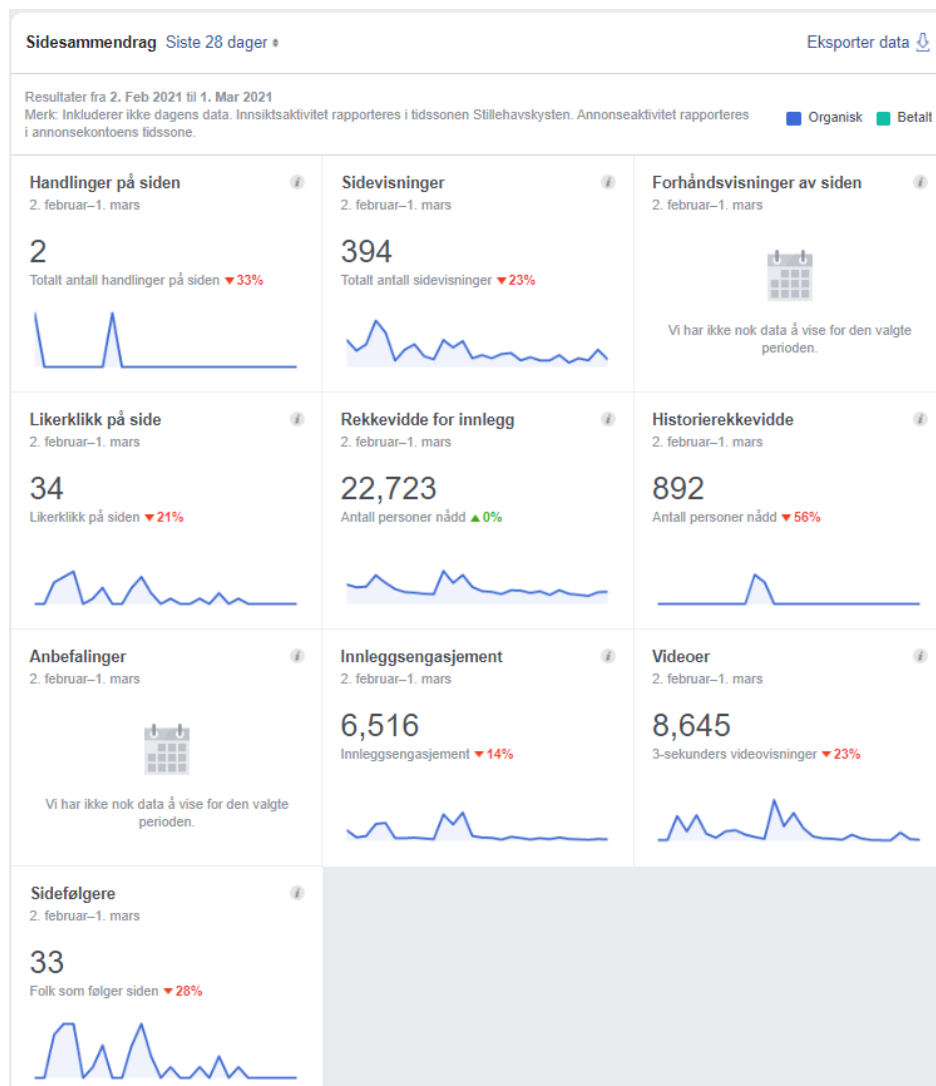 Sidesammendrag Siste 28 dager
Eksporter data
Resultater fra 2. Feb 2021 til 1. Mar 2021
Merk: Inkluderer ikke dagens data. Innsiktsaktivitet rapporteres i tidssonen Stillehavskysten. Annonseaktivitet rapporteres
i annonsekontoens tidssone.
Organisk Betalt
Handlinger på siden
2. februar–1. mars
2
Totalt antall handlinger på siden ▼33%
Sidevisninger
2. februar–1. mars
394
Totalt antall sidevisninger ▼23%
Forhåndsvisninger av siden
2. februar–1. mars
Vi har ikke nok data å vise for den valgte
perioden.
Likerklikk på side
2. februar–1. mars
34
Likerklikk på siden ▼21%
Rekkevidde for innlegg
2. februar–1. mars
22,723
Antall personer nådd ▲0%
Historierekkevidde
2. februar–1. mars
892
Antall personer nådd ▼56%
Anbefalinger
2. februar–1. mars
Vi har ikke nok data å vise for den valgte
perioden.
Innleggsengasjement
2. februar–1. mars
6,516
Innleggsengasjement ▼14%
Videoer
2. februar–1. mars
8,645
3-sekunders videovisninger ▼23%
Sidefølgere
2. februar–1. mars
33
Folk som følger siden ▼28%